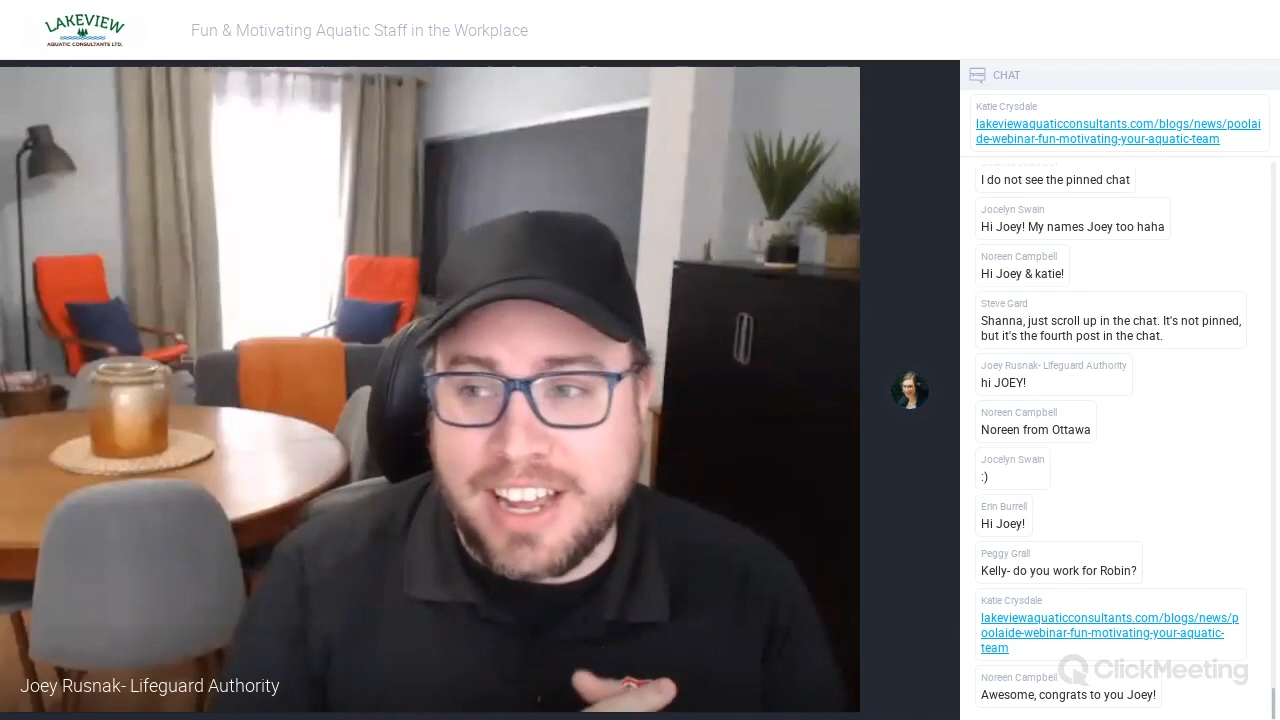 LAKEVIEW
AQUATIC CONSULTANTS LTD.
Fun & Motivating Aquatic Staff in the Workplace
CHAT
Katie Crysdale
lakeviewaquaticconsultants.com/blogs/news/poolai
de-webinar-fun-motivating-your-aquatic-team
I do not see the pinned chat
Jocelyn Swain
Hi Joey! My names Joey too haha
Noreen Campbell
Hi Joey & katie!
Steve Gard
Shanna, just scroll up in the chat. It's not pinned,
but it's the fourth post in the chat.
Joey Rusnak- Lifeguard Authority
hi JOEY!
Noreen Campbell
Noreen from Ottawa
Jocelyn Swain
:)
Erin Burrell
Hi Joey!
Peggy Grall
Kelly- do you work for Robin?
Katie Crysdale
lakeviewaquaticconsultants.com/blogs/news/p
oolaide-webinar-fun-motivating-your-aquatic-
team
Noreen Campbell
Awesome, congrats to you Joey!
ClickMeeting
Joey Rusnak- Lifeguard Authority